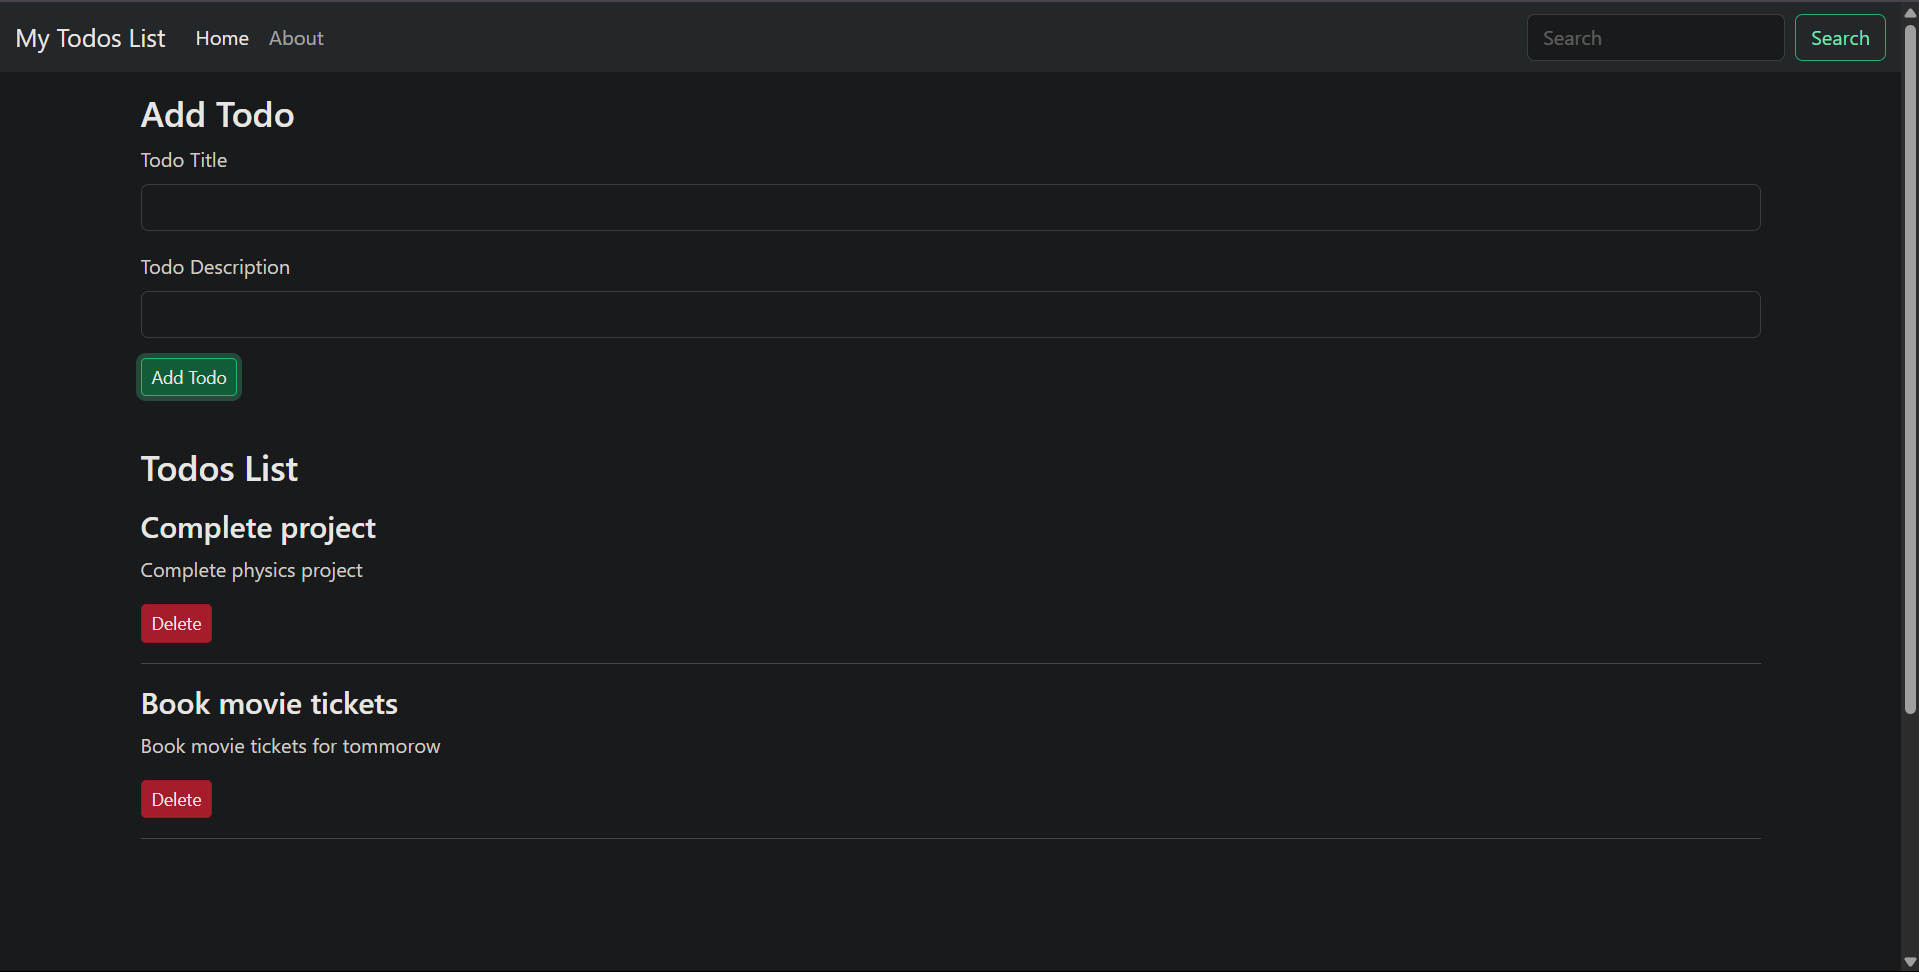 My Todos List Home About Search Search
Add Todo
Todo Title
Todo Description
Add Todo
Todos List
Complete project
Complete physics project
Delete
Book movie tickets
Book movie tickets for tommorow
Delete